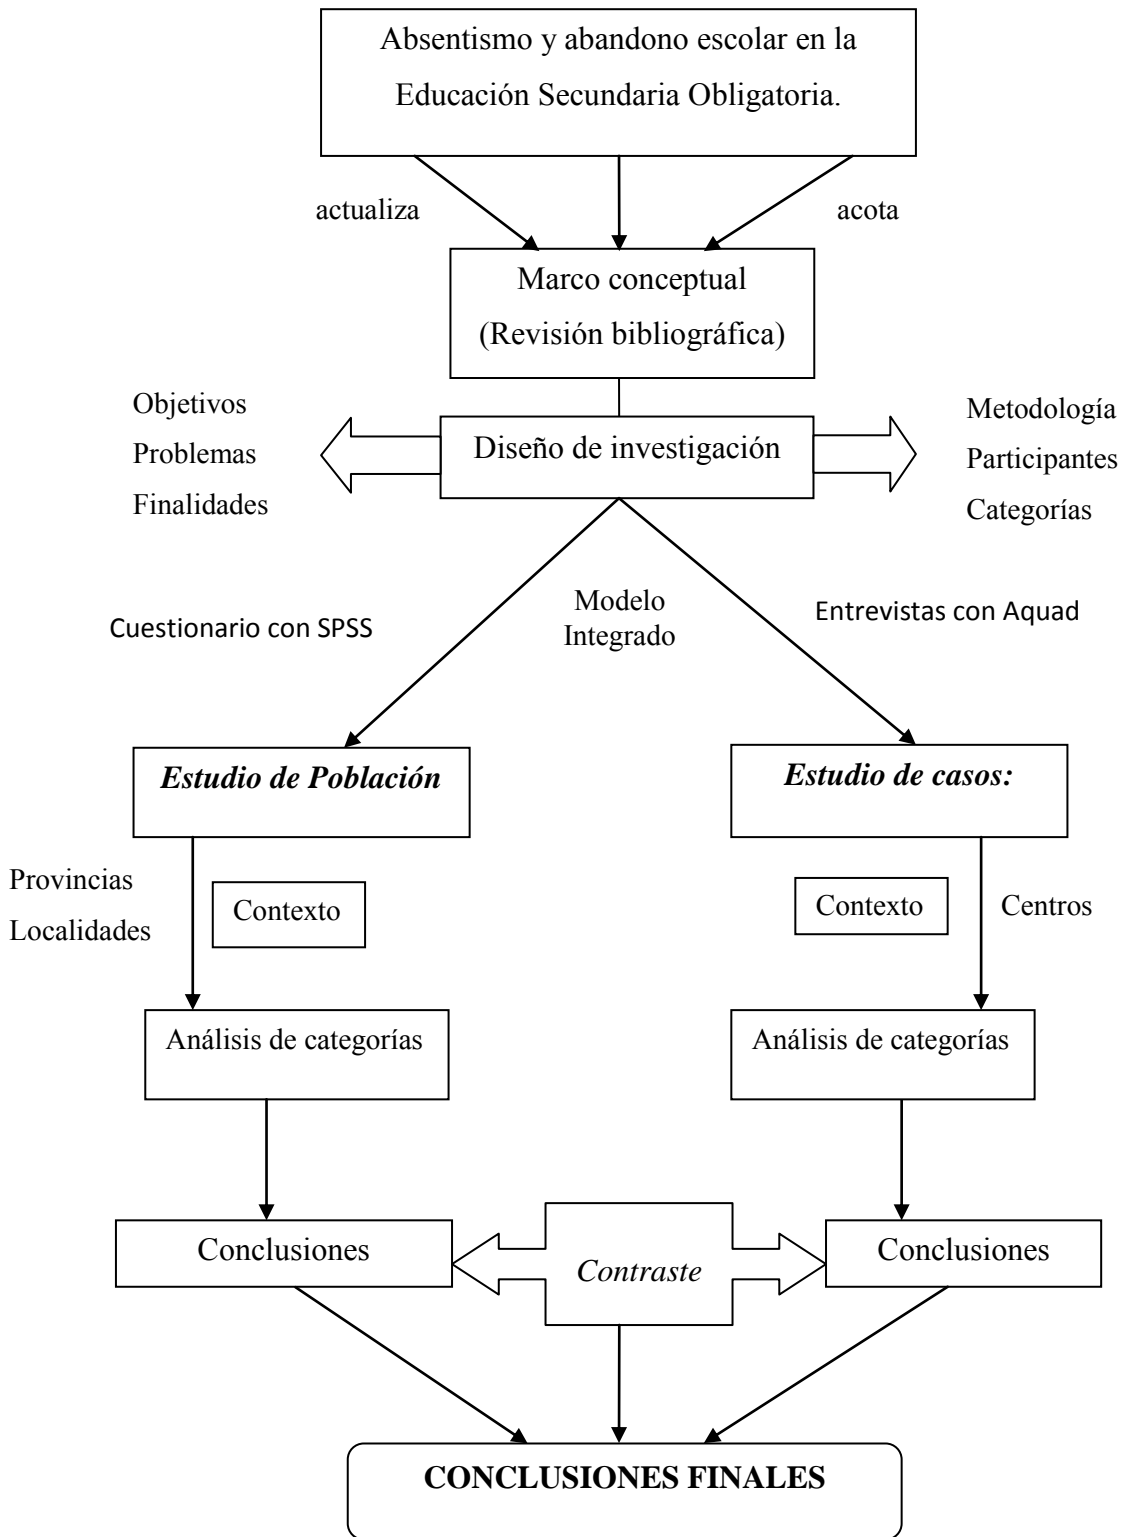 Absentismo y abandono escolar en la
Educación Secundaria Obligatoria.
actualiza
acota
Marco conceptual
(Revisión bibliográfica)
Objetivos
Problemas
Finalidades
Diseño de investigación
Metodología
Participantes
Categorías
Cuestionario con SPSS
Modelo
Integrado
Entrevistas con Aquad
Estudio de Población
Estudio de casos:
Provincias
Localidades
Contexto
Contexto
Centros
Análisis de categorías
Análisis de categorías
Conclusiones
Contraste
Conclusiones
CONCLUSIONES FINALES